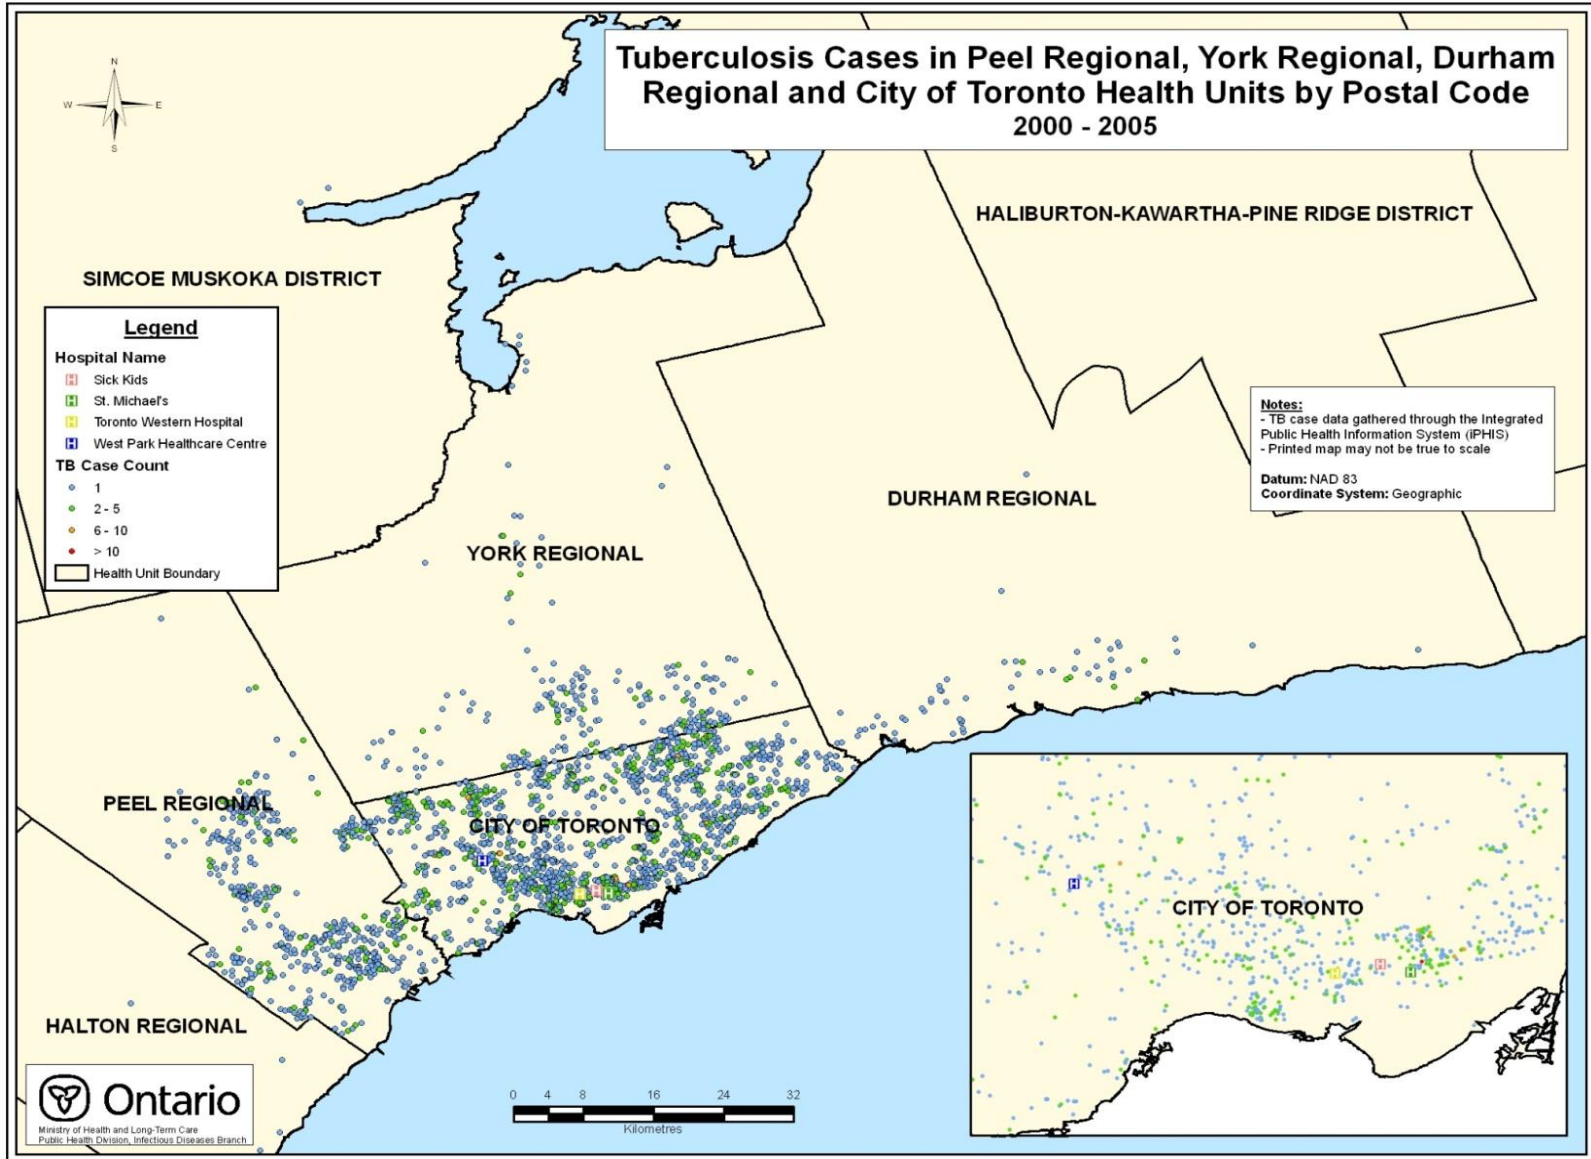 Tuberculosis Cases in Peel Regional, York Regional, Durham
Regional and City of Toronto Health Units by Postal Code
2000 - 2005
N
W
E
S
HALIBURTON-KAWARTHA-PINE RIDGE DISTRICT
SIMCOE MUSKOKA DISTRICT
Legend
Hospital Name
H Sick Kids
H St. Michael's
H Toronto Western Hospital
H West Park Healthcare Centre
TB Case Count
1
2 - 5
6 - 10
> 10
Health Unit Boundary
Notes:
- TB case data gathered through the Integrated
Public Health Information System (iPHIS)
- Printed map may not be true to scale
Datum: NAD 83
Coordinate System: Geographic
DURHAM REGIONAL
YORK REGIONAL
PEEL REGIONAL
CITY OF TORONTO
H
H
H
H
HALTON REGIONAL
H
CITY OF TORONTO
H
H
H
Ontario
Ministry of Health and Long-Term Care
Public Health Division, Infectious Diseases Branch
0 4 8 16 24 32
Kilometres